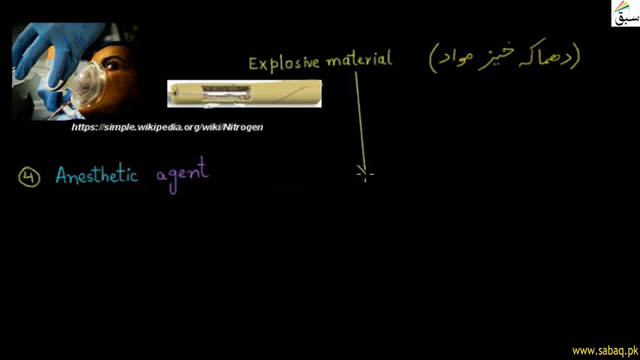 سبق
Explosive material (دھماکہ خیز مواد)
https://simple.wikipedia.org/wiki/Nitrogen
④ Anesthetic agent
www.sabaq.pk